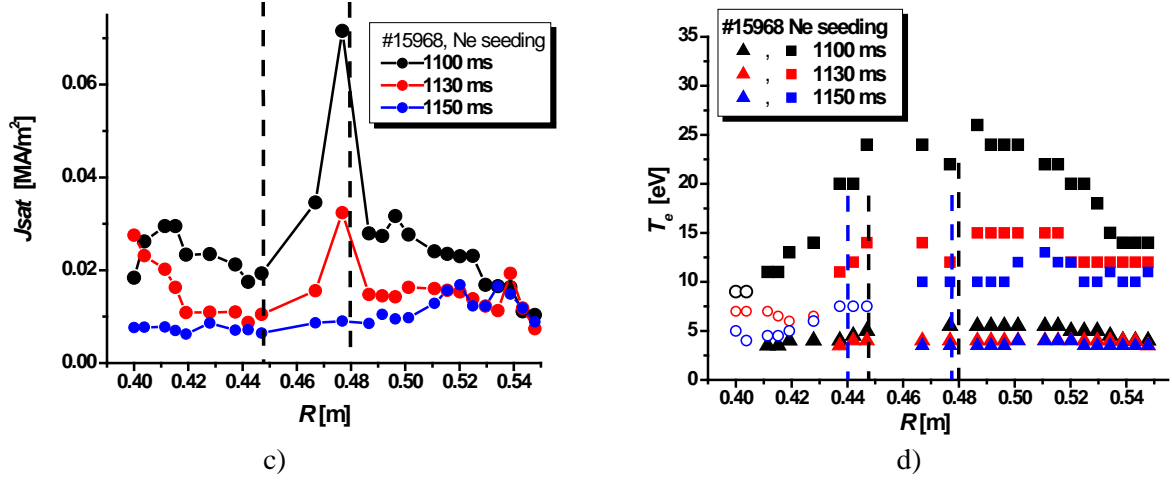 #15968, Ne seeding
1100 ms
1130 ms
1150 ms
Jsat [MA/m²]
0.06
0.04
0.02
0.00
0.40 0.42 0.44 0.46 0.48 0.50 0.52 0.54
R [m]
c)
#15968 Ne seeding
, 1100 ms
, 1130 ms
, 1150 ms
T_e [eV]
35
30
25
20
15
10
5
0
0.40 0.42 0.44 0.46 0.48 0.50 0.52 0.54
R [m]
d)